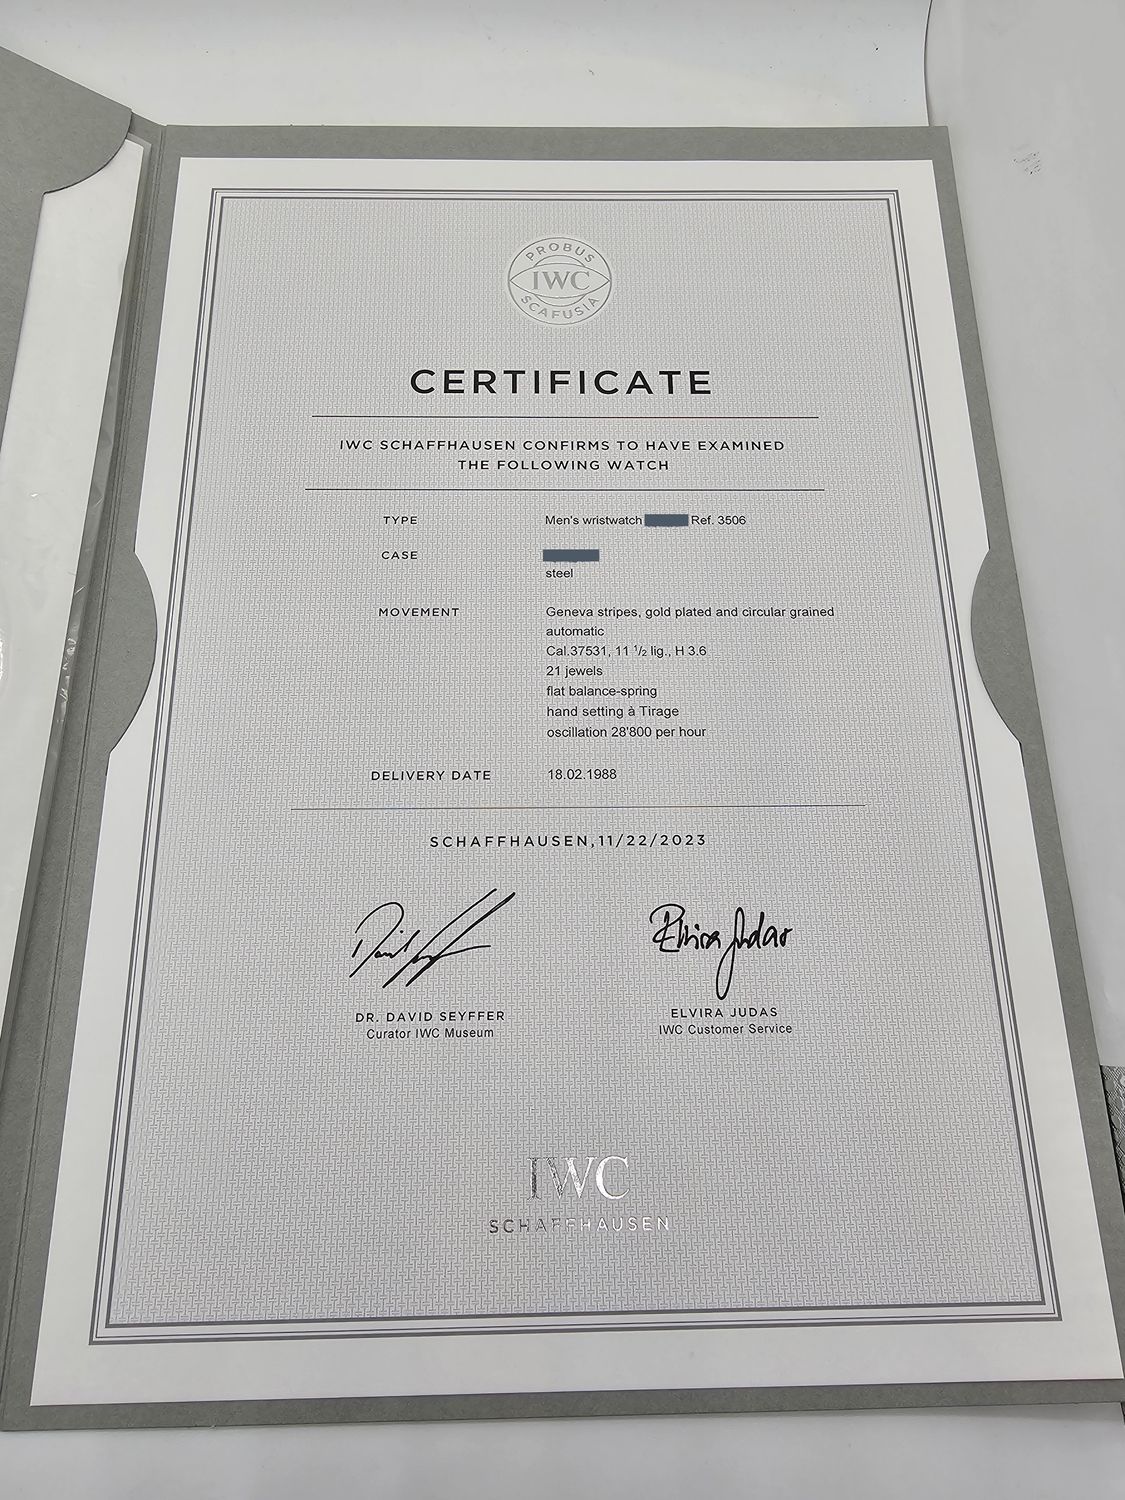 PROBUS
IWC
SCAFUSIA
CERTIFICATE
IWC SCHAFFHAUSEN CONFIRMS TO HAVE EXAMINED
THE FOLLOWING WATCH
TYPE Men's wristwatch Ref. 3506
CASE
steel
MOVEMENT Geneva stripes, gold plated and circular grained
automatic
Cal.37531, 11 1/2 lig., H 3.6
21 jewels
flat balance-spring
hand setting à Tirage
oscillation 28'800 per hour
DELIVERY DATE 18.02.1988
SCHAFFHAUSEN,11/22/2023
Elvira Judas
DR. DAVID SEYFFER ELVIRA JUDAS
Curator IWC Museum IWC Customer Service
IWC
SCHAFFHAUSEN